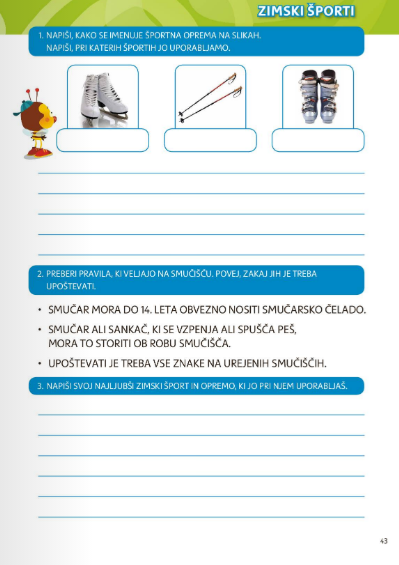 ZIMSKI ŠPORTI
1. NAPIŠI, KAKO SE IMENUJE ŠPORTNA OPREMA NA SLIKAH.
NAPIŠI, PRI KATERIH ŠPORTIH JO UPORABLJAMO.
2. PREBERI PRAVILA, KI VELJAJO NA SMUČIŠČU. POVEJ, ZAKAJ JIH JE TREBA
UPOŠTEVATI.
• SMUČAR MORA DO 14. LETA OBVEZNO NOSITI SMUČARSKO ČELADO.
• SMUČAR ALI SANKAČ, KI SE VZPENJA ALI SPUŠČA PEŠ,
MORA TO STORITI OB ROBU SMUČIŠČA.
• UPOŠTEVATI JE TREBA VSE ZNAKE NA UREJENIH SMUČIŠČIH.
3. NAPIŠI SVOJ NAJLJUBŠI ZIMSKI ŠPORT IN OPREMO, KI JO PRI NJEM UPORABLJAŠ.
43